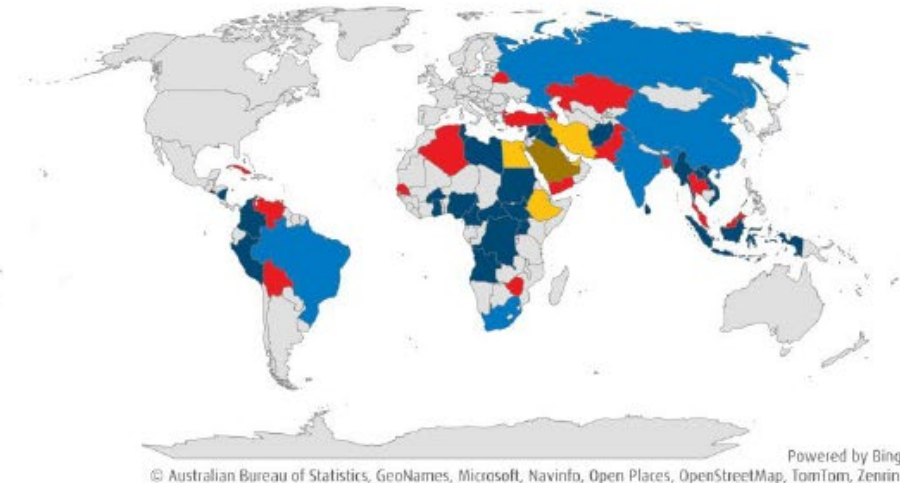 Powered by Bing
© Australian Bureau of Statistics, GeoNames, Microsoft, Navinfo, Open Places, OpenStreetMap, TomTom, Zenrin